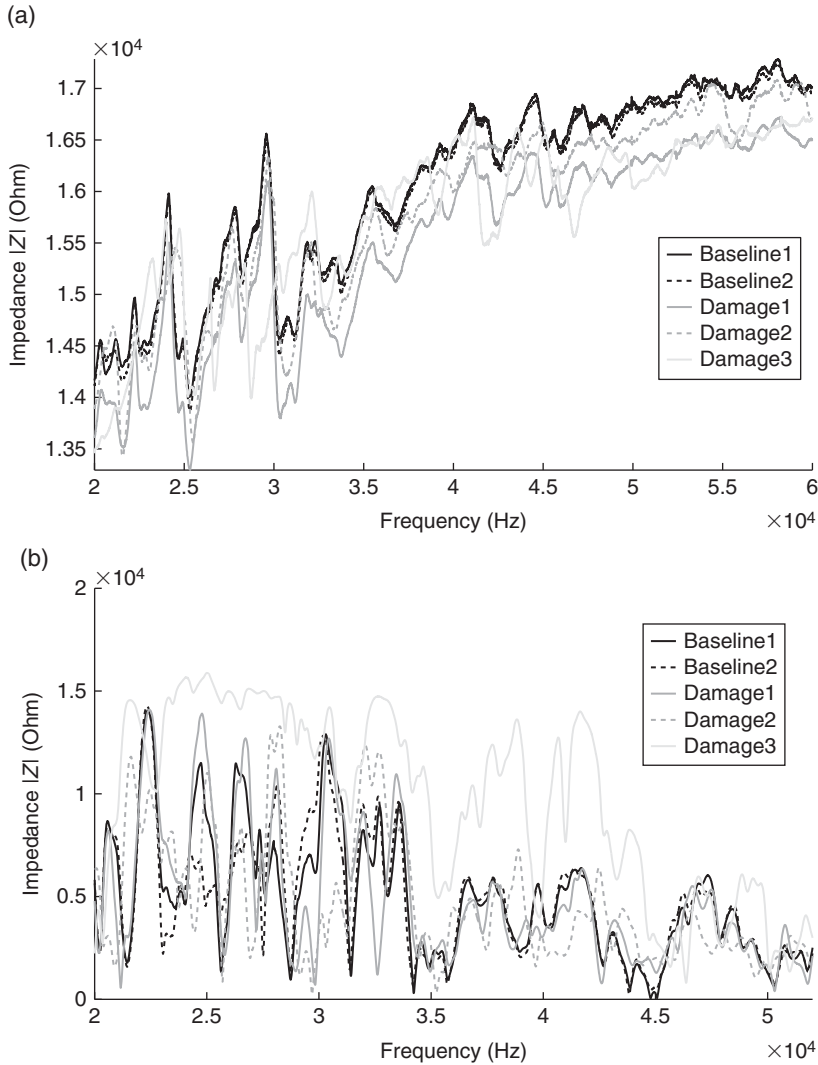 (a)
×10⁴
1.7
1.65
1.6
1.55
1.5
1.45
1.4
1.35
Impedance |Z| (Ohm)
Baseline1
Baseline2
Damage1
Damage2
Damage3
2 2.5 3 3.5 4 4.5 5 5.5 6
Frequency (Hz) ×10⁴
(b)
×10⁴
2
1.5
1
0.5
0
Impedance |Z| (Ohm)
Baseline1
Baseline2
Damage1
Damage2
Damage3
2 2.5 3 3.5 4 4.5 5
Frequency (Hz) ×10⁴